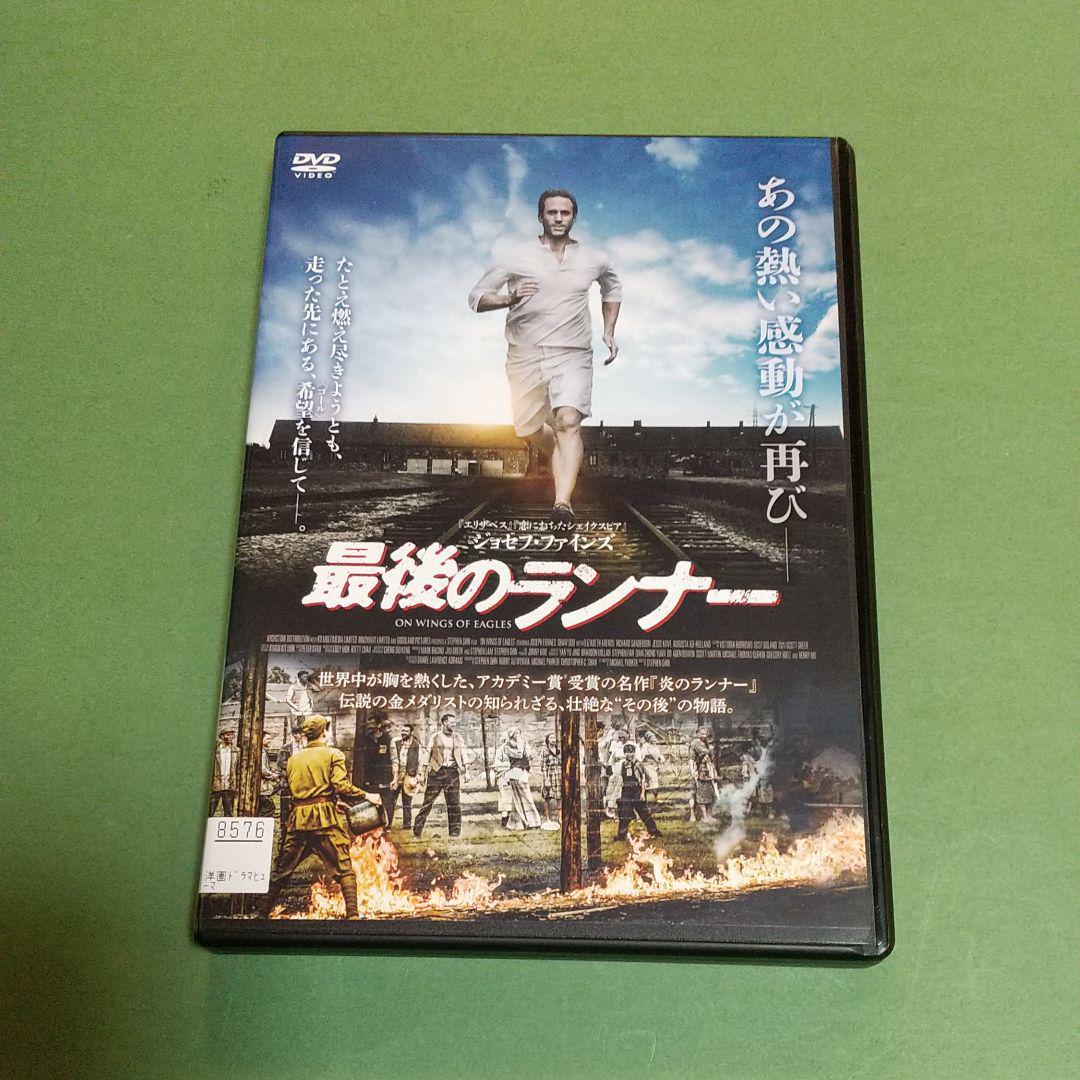 DVD
VIDEO
あの熱い感動が再び――
たとえ燃え尽きようとも、
走った先にある、希望を信じて――。
ゴール
『エリザベス』『恋におちたシェイクスピア』
ジョセフ・ファインズ
最後のランナー
ON WINGS OF EAGLES
世界中が胸を熱くした、アカデミー賞受賞の名作『炎のランナー』
伝説の金メダリストの知られざる、壮絶な“その後”の物語。
8576
洋画ドラマヒュ
ーマ